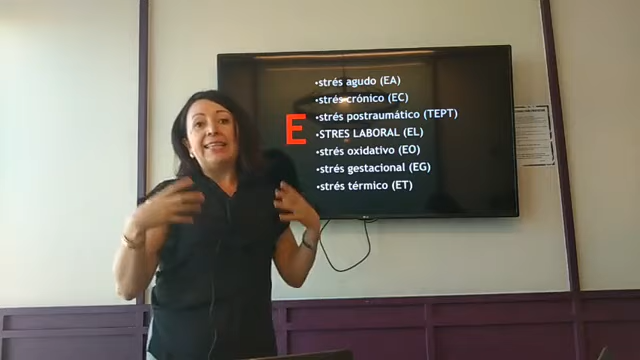 •strés agudo (EA)
•strés crónico (EC)
•strés postraumático (TEPT)
E
•STRES LABORAL (EL)
•strés oxidativo (EO)
•strés gestacional (EG)
•strés térmico (ET)